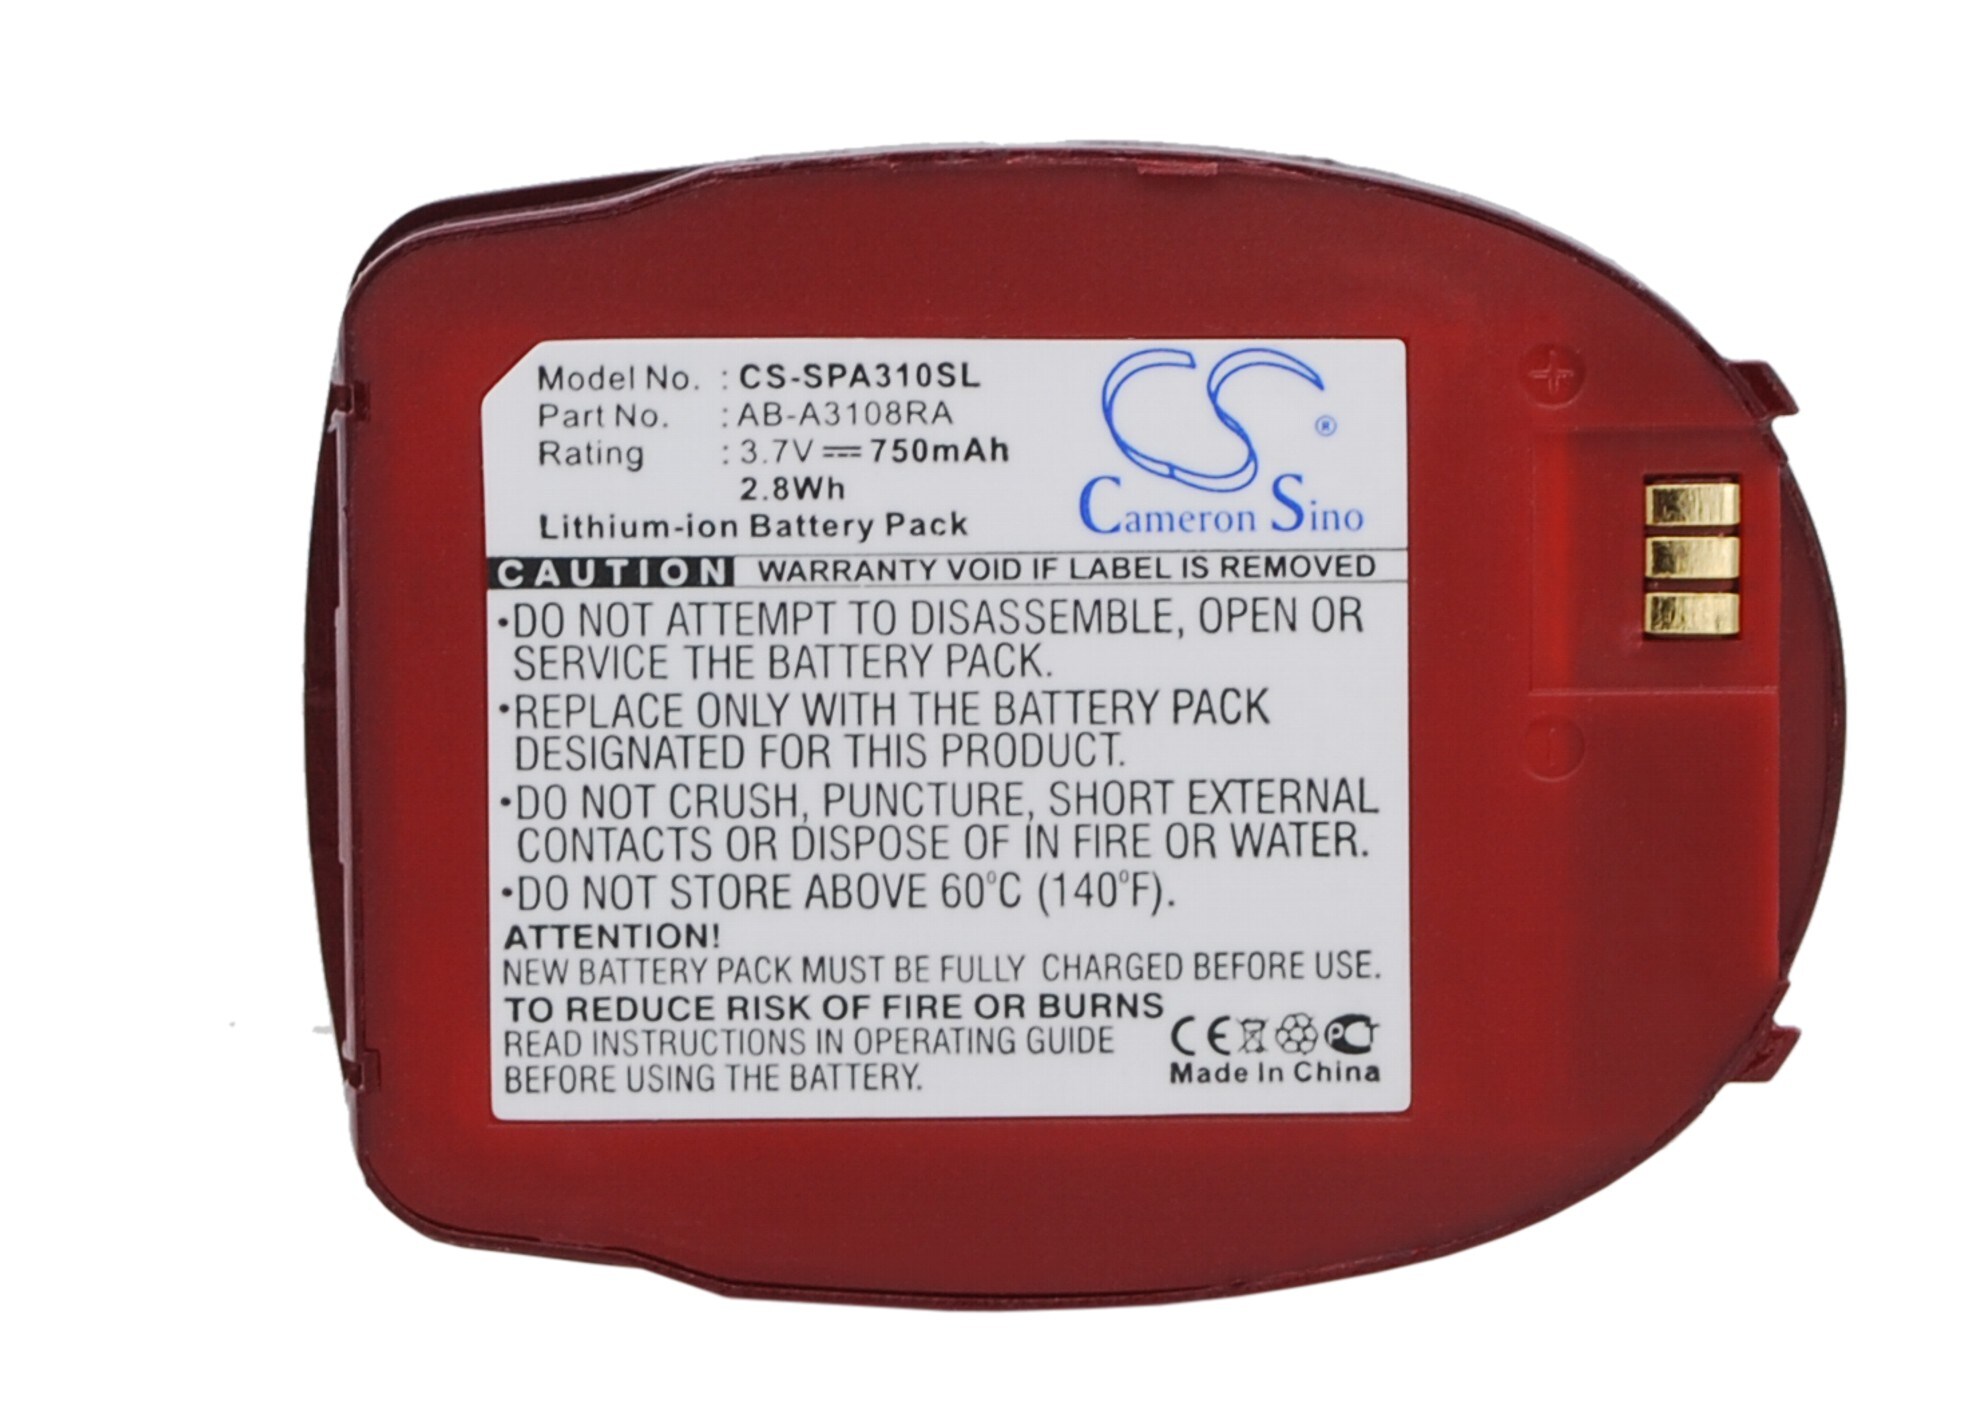 Model No. : CS-SPA310SL
Part No. : AB-A3108RA
Rating : 3.7V 750mAh
2.8Wh
Lithium-ion Battery Pack
CS ®
Cameron Sino
CAUTION WARRANTY VOID IF LABEL IS REMOVED
•DO NOT ATTEMPT TO DISASSEMBLE, OPEN OR
SERVICE THE BATTERY PACK.
•REPLACE ONLY WITH THE BATTERY PACK
DESIGNATED FOR THIS PRODUCT.
•DO NOT CRUSH, PUNCTURE, SHORT EXTERNAL
CONTACTS OR DISPOSE OF IN FIRE OR WATER.
•DO NOT STORE ABOVE 60°C (140°F).
ATTENTION!
NEW BATTERY PACK MUST BE FULLY CHARGED BEFORE USE.
TO REDUCE RISK OF FIRE OR BURNS
READ INSTRUCTIONS IN OPERATING GUIDE
BEFORE USING THE BATTERY.
CE PCT
Made In China